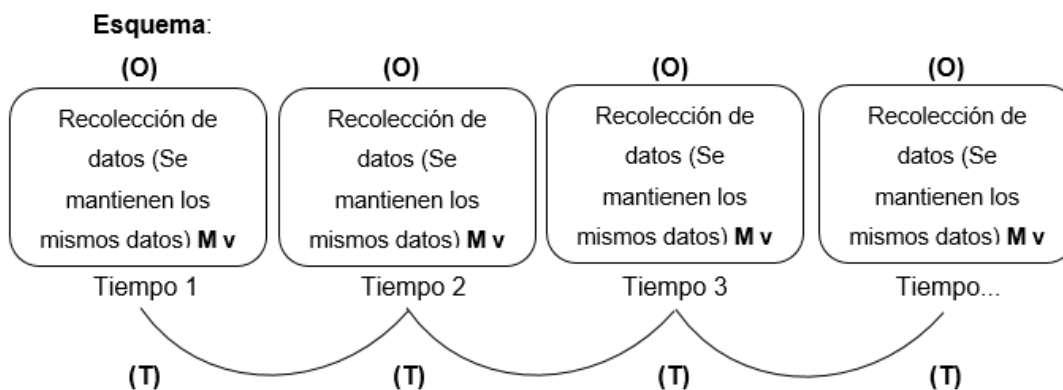 Esquema:
(O) (O) (O) (O)
Recolección de
datos (Se
mantienen los
mismos datos) M v
Tiempo 1
Recolección de
datos (Se
mantienen los
mismos datos) M v
Tiempo 2
Recolección de
datos (Se
mantienen los
mismos datos) M v
Tiempo 3
Recolección de
datos (Se
mantienen los
mismos datos) M v
Tiempo...
(T) (T) (T) (T)